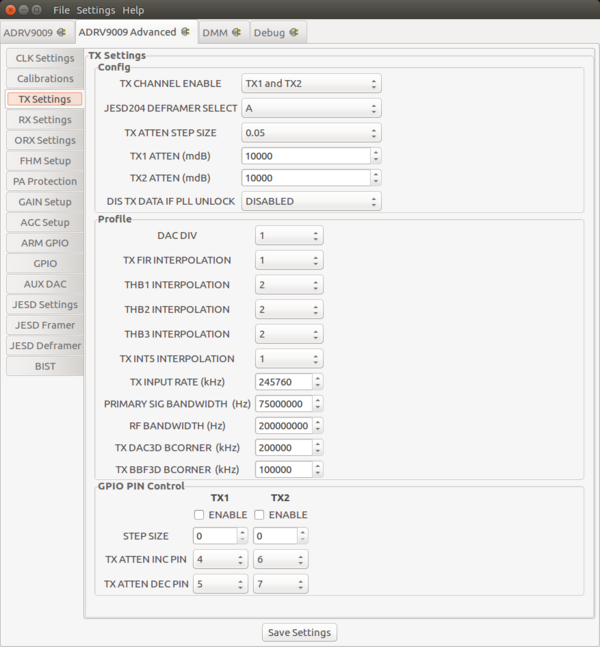 File Settings Help
ADRV9009 ADRV9009 Advanced DMM Debug
CLK Settings
Calibrations
TX Settings
RX Settings
ORX Settings
FHM Setup
PA Protection
GAIN Setup
AGC Setup
ARM GPIO
GPIO
AUX DAC
JESD Settings
JESD Framer
JESD Deframer
BIST
TX Settings
Config
TX CHANNEL ENABLE TX1 and TX2
JESD204 DEFRAMER SELECT A
TX ATTEN STEP SIZE 0.05
TX1 ATTEN (mdB) 10000
TX2 ATTEN (mdB) 10000
DIS TX DATA IF PLL UNLOCK DISABLED
Profile
DAC DIV 1
TX FIR INTERPOLATION 1
THB1 INTERPOLATION 2
THB2 INTERPOLATION 2
THB3 INTERPOLATION 2
TX INT5 INTERPOLATION 1
TX INPUT RATE (kHz) 245760
PRIMARY SIG BANDWIDTH (Hz) 75000000
RF BANDWIDTH (Hz) 200000000
TX DAC3D BCORNER (kHz) 200000
TX BBF3D BCORNER (kHz) 100000
GPIO PIN Control
TX1 TX2
ENABLE ENABLE
STEP SIZE 0 0
TX ATTEN INC PIN 4 6
TX ATTEN DEC PIN 5 7
Save Settings